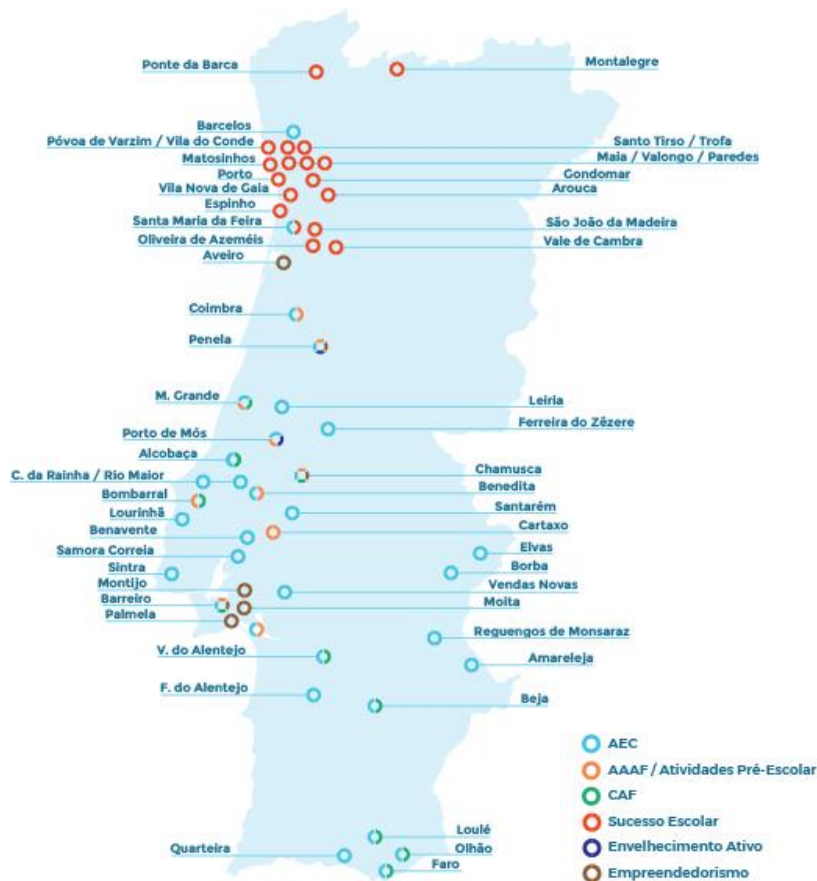 Ponte da Barca
Montalegre
Barcelos
Póvoa de Varzim / Vila do Conde
Santo Tirso / Trofa
Matosinhos
Maia / Valongo / Paredes
Porto
Gondomar
Vila Nova de Gaia
Arouca
Espinho
Santa Maria da Feira
São João da Madeira
Oliveira de Azeméis
Vale de Cambra
Aveiro
Coimbra
Penela
M. Grande
Leiria
Ferreira do Zêzere
Porto de Mós
Alcobaça
Chamusca
C. da Rainha / Rio Maior
Benedita
Bombarral
Santarém
Lourinhã
Cartaxo
Benavente
Elvas
Samora Correia
Borba
Sintra
Vendas Novas
Montijo
Moita
Barreiro
Palmela
Reguengos de Monsaraz
V. do Alentejo
Amareleja
F. do Alentejo
Beja
AEC
AAAF / Atividades Pré-Escolar
CAF
Sucesso Escolar
Envelhecimento Ativo
Empreendedorismo
Loulé
Quarteira
Olhão
Faro